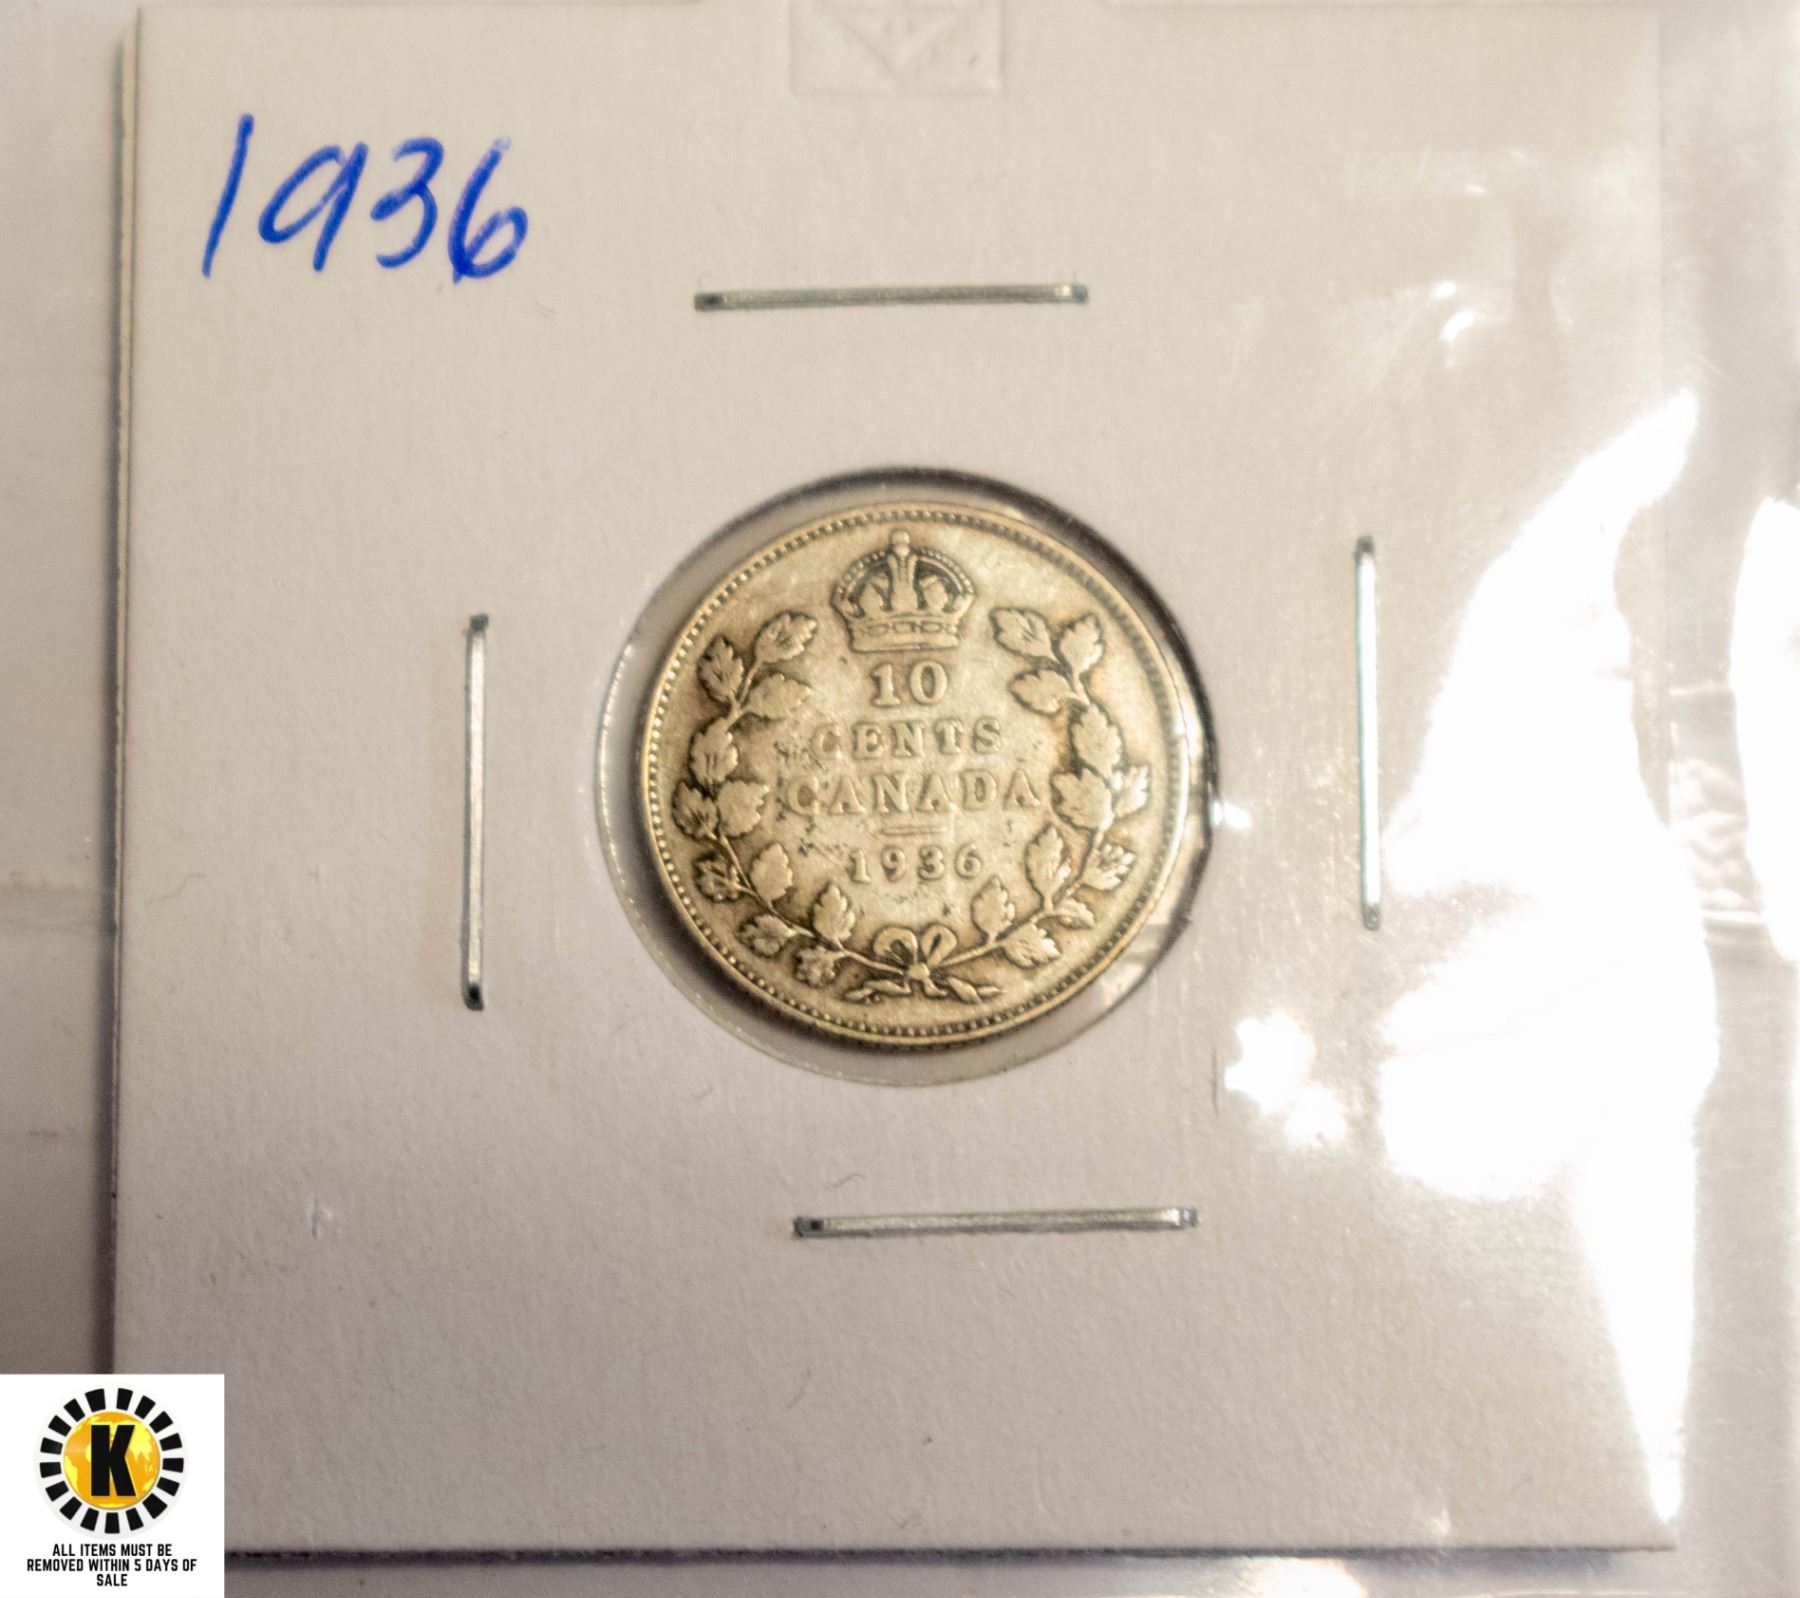 1936
10
CENTS
CANADA
1936
K
ALL ITEMS MUST BE
REMOVED WITHIN 5 DAYS OF
SALE